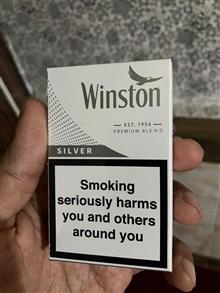 Winston
EST. 1954
PREMIUM BLEND
SILVER
Smoking
seriously harms
you and others
around you